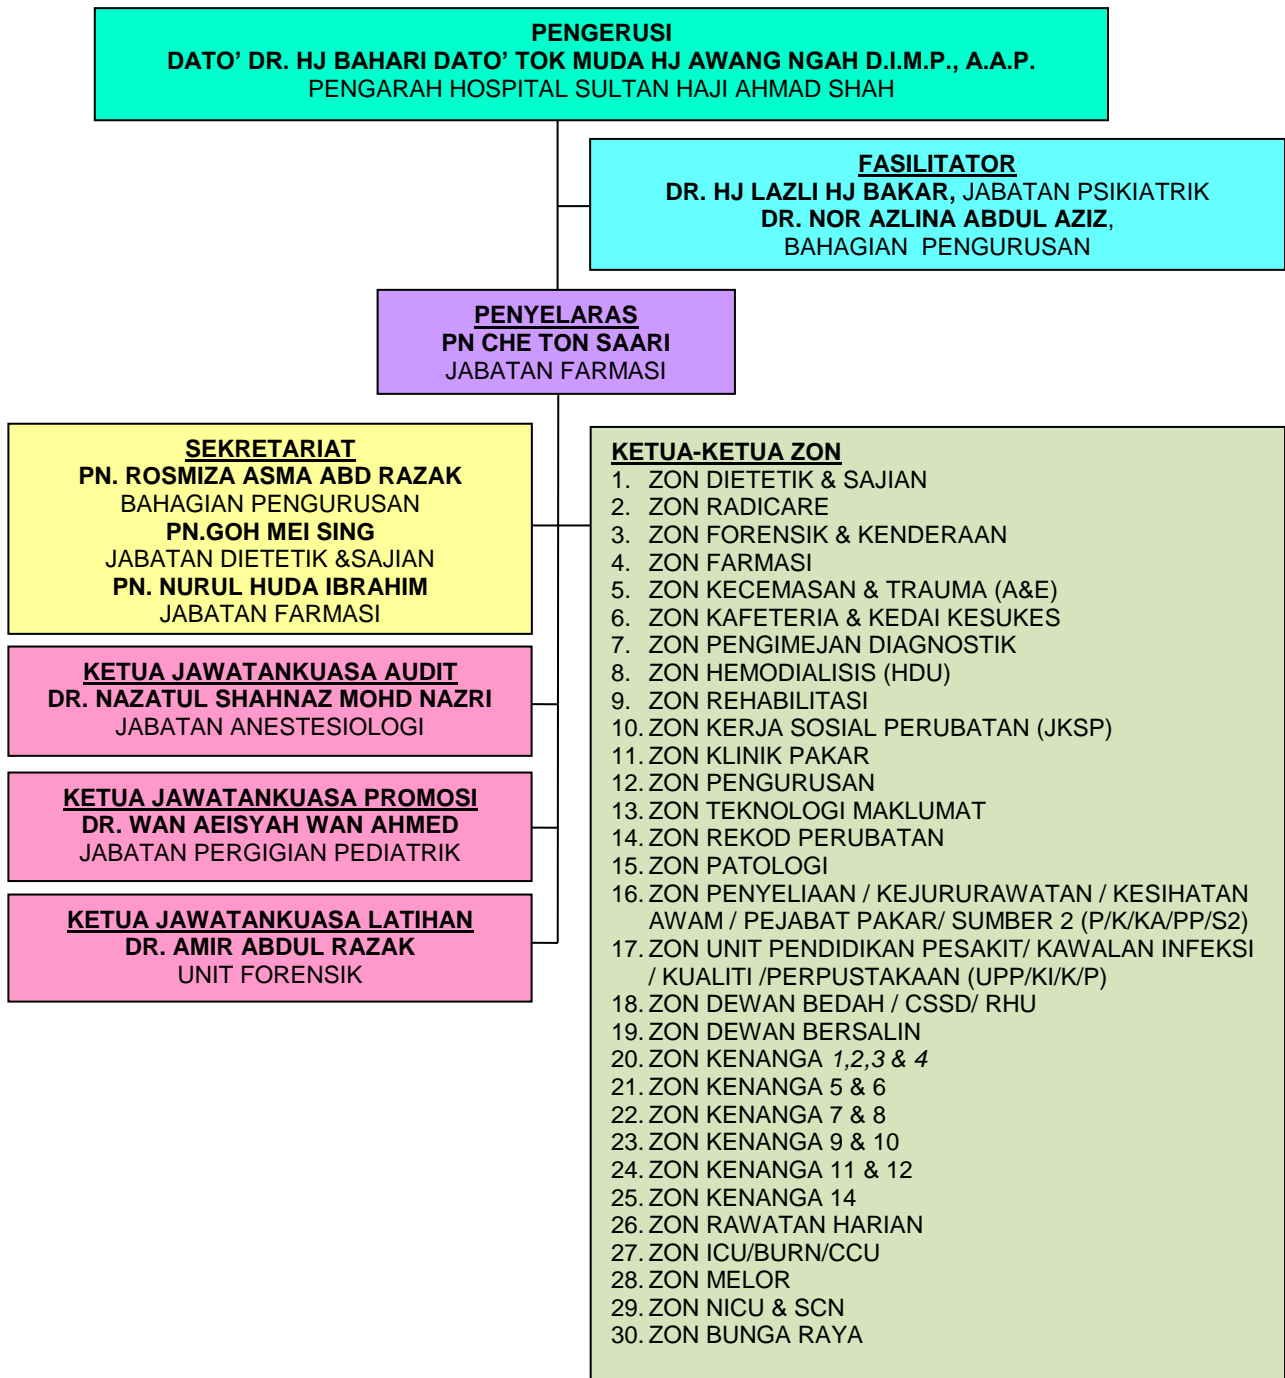 PENGERUSI
DATO’ DR. HJ BAHARI DATO’ TOK MUDA HJ AWANG NGAH D.I.M.P., A.A.P.
PENGARAH HOSPITAL SULTAN HAJI AHMAD SHAH
FASILITATOR
DR. HJ LAZLI HJ BAKAR, JABATAN PSIKIATRIK
DR. NOR AZLINA ABDUL AZIZ,
BAHAGIAN PENGURUSAN
PENYELARAS
PN CHE TON SAARI
JABATAN FARMASI
SEKRETARIAT
PN. ROSMIZA ASMA ABD RAZAK
BAHAGIAN PENGURUSAN
PN.GOH MEI SING
JABATAN DIETETIK &SAJIAN
PN. NURUL HUDA IBRAHIM
JABATAN FARMASI
KETUA JAWATANKUASA AUDIT
DR. NAZATUL SHAHNAZ MOHD NAZRI
JABATAN ANESTESIOLOGI
KETUA JAWATANKUASA PROMOSI
DR. WAN AEISYAH WAN AHMED
JABATAN PERGIGIAN PEDIATRIK
KETUA JAWATANKUASA LATIHAN
DR. AMIR ABDUL RAZAK
UNIT FORENSIK
KETUA-KETUA ZON
1. ZON DIETETIK & SAJIAN
2. ZON RADICARE
3. ZON FORENSIK & KENDERAAN
4. ZON FARMASI
5. ZON KECEMASAN & TRAUMA (A&E)
6. ZON KAFETERIA & KEDAI KESUKES
7. ZON PENGIMEJAN DIAGNOSTIK
8. ZON HEMODIALISIS (HDU)
9. ZON REHABILITASI
10. ZON KERJA SOSIAL PERUBATAN (JKSP)
11. ZON KLINIK PAKAR
12. ZON PENGURUSAN
13. ZON TEKNOLOGI MAKLUMAT
14. ZON REKOD PERUBATAN
15. ZON PATOLOGI
16. ZON PENYELIAAN / KEJURURAWATAN / KESIHATAN
AWAM / PEJABAT PAKAR/ SUMBER 2 (P/K/KA/PP/S2)
17. ZON UNIT PENDIDIKAN PESAKIT/ KAWALAN INFEKSI
/ KUALITI /PERPUSTAKAAN (UPP/KI/K/P)
18. ZON DEWAN BEDAH / CSSD/ RHU
19. ZON DEWAN BERSALIN
20. ZON KENANGA 1,2,3 & 4
21. ZON KENANGA 5 & 6
22. ZON KENANGA 7 & 8
23. ZON KENANGA 9 & 10
24. ZON KENANGA 11 & 12
25. ZON KENANGA 14
26. ZON RAWATAN HARIAN
27. ZON ICU/BURN/CCU
28. ZON MELOR
29. ZON NICU & SCN
30. ZON BUNGA RAYA